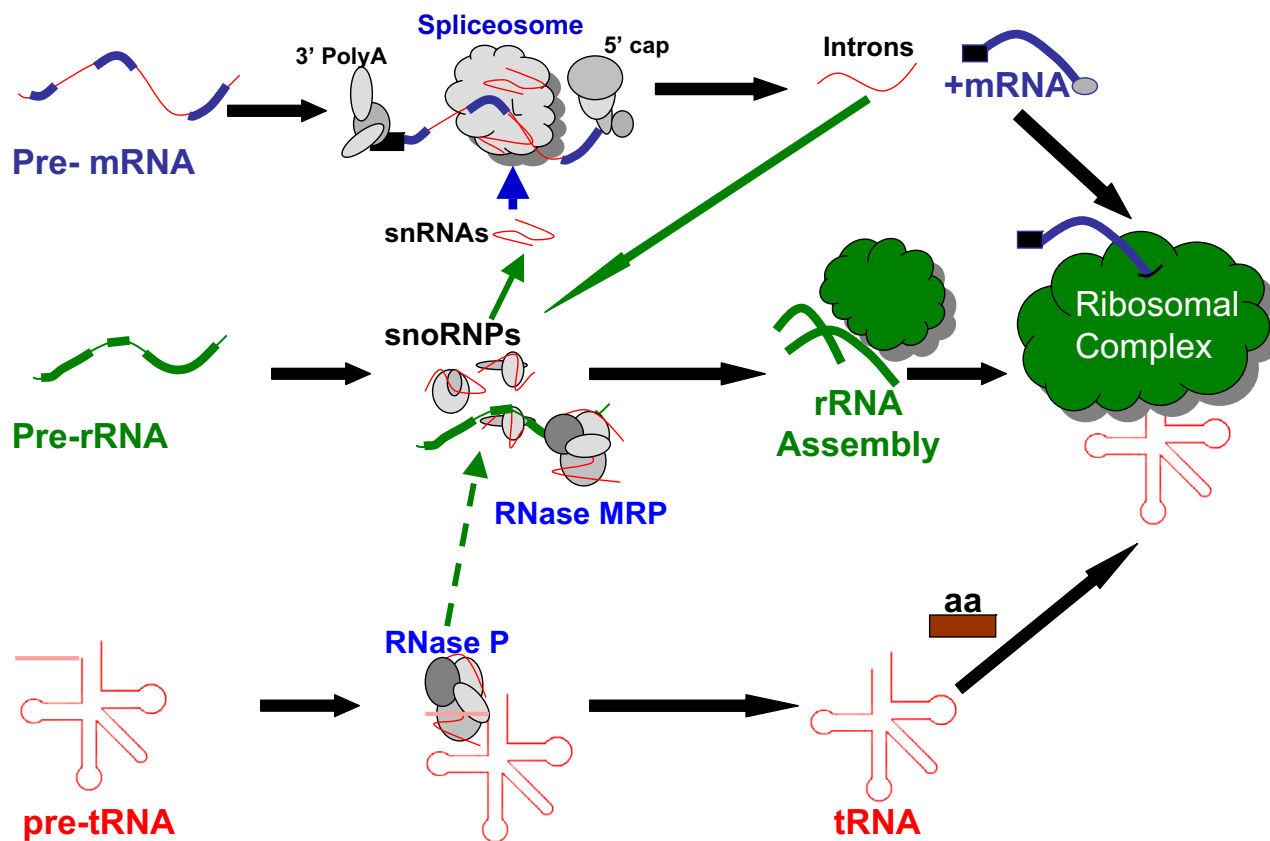 Spliceosome
3’ PolyA
5’ cap
Introns
+mRNA
Pre- mRNA
snRNAs
snoRNPs
Ribosomal
Complex
Pre-rRNA
rRNA
Assembly
RNase MRP
aa
RNase P
pre-tRNA
tRNA